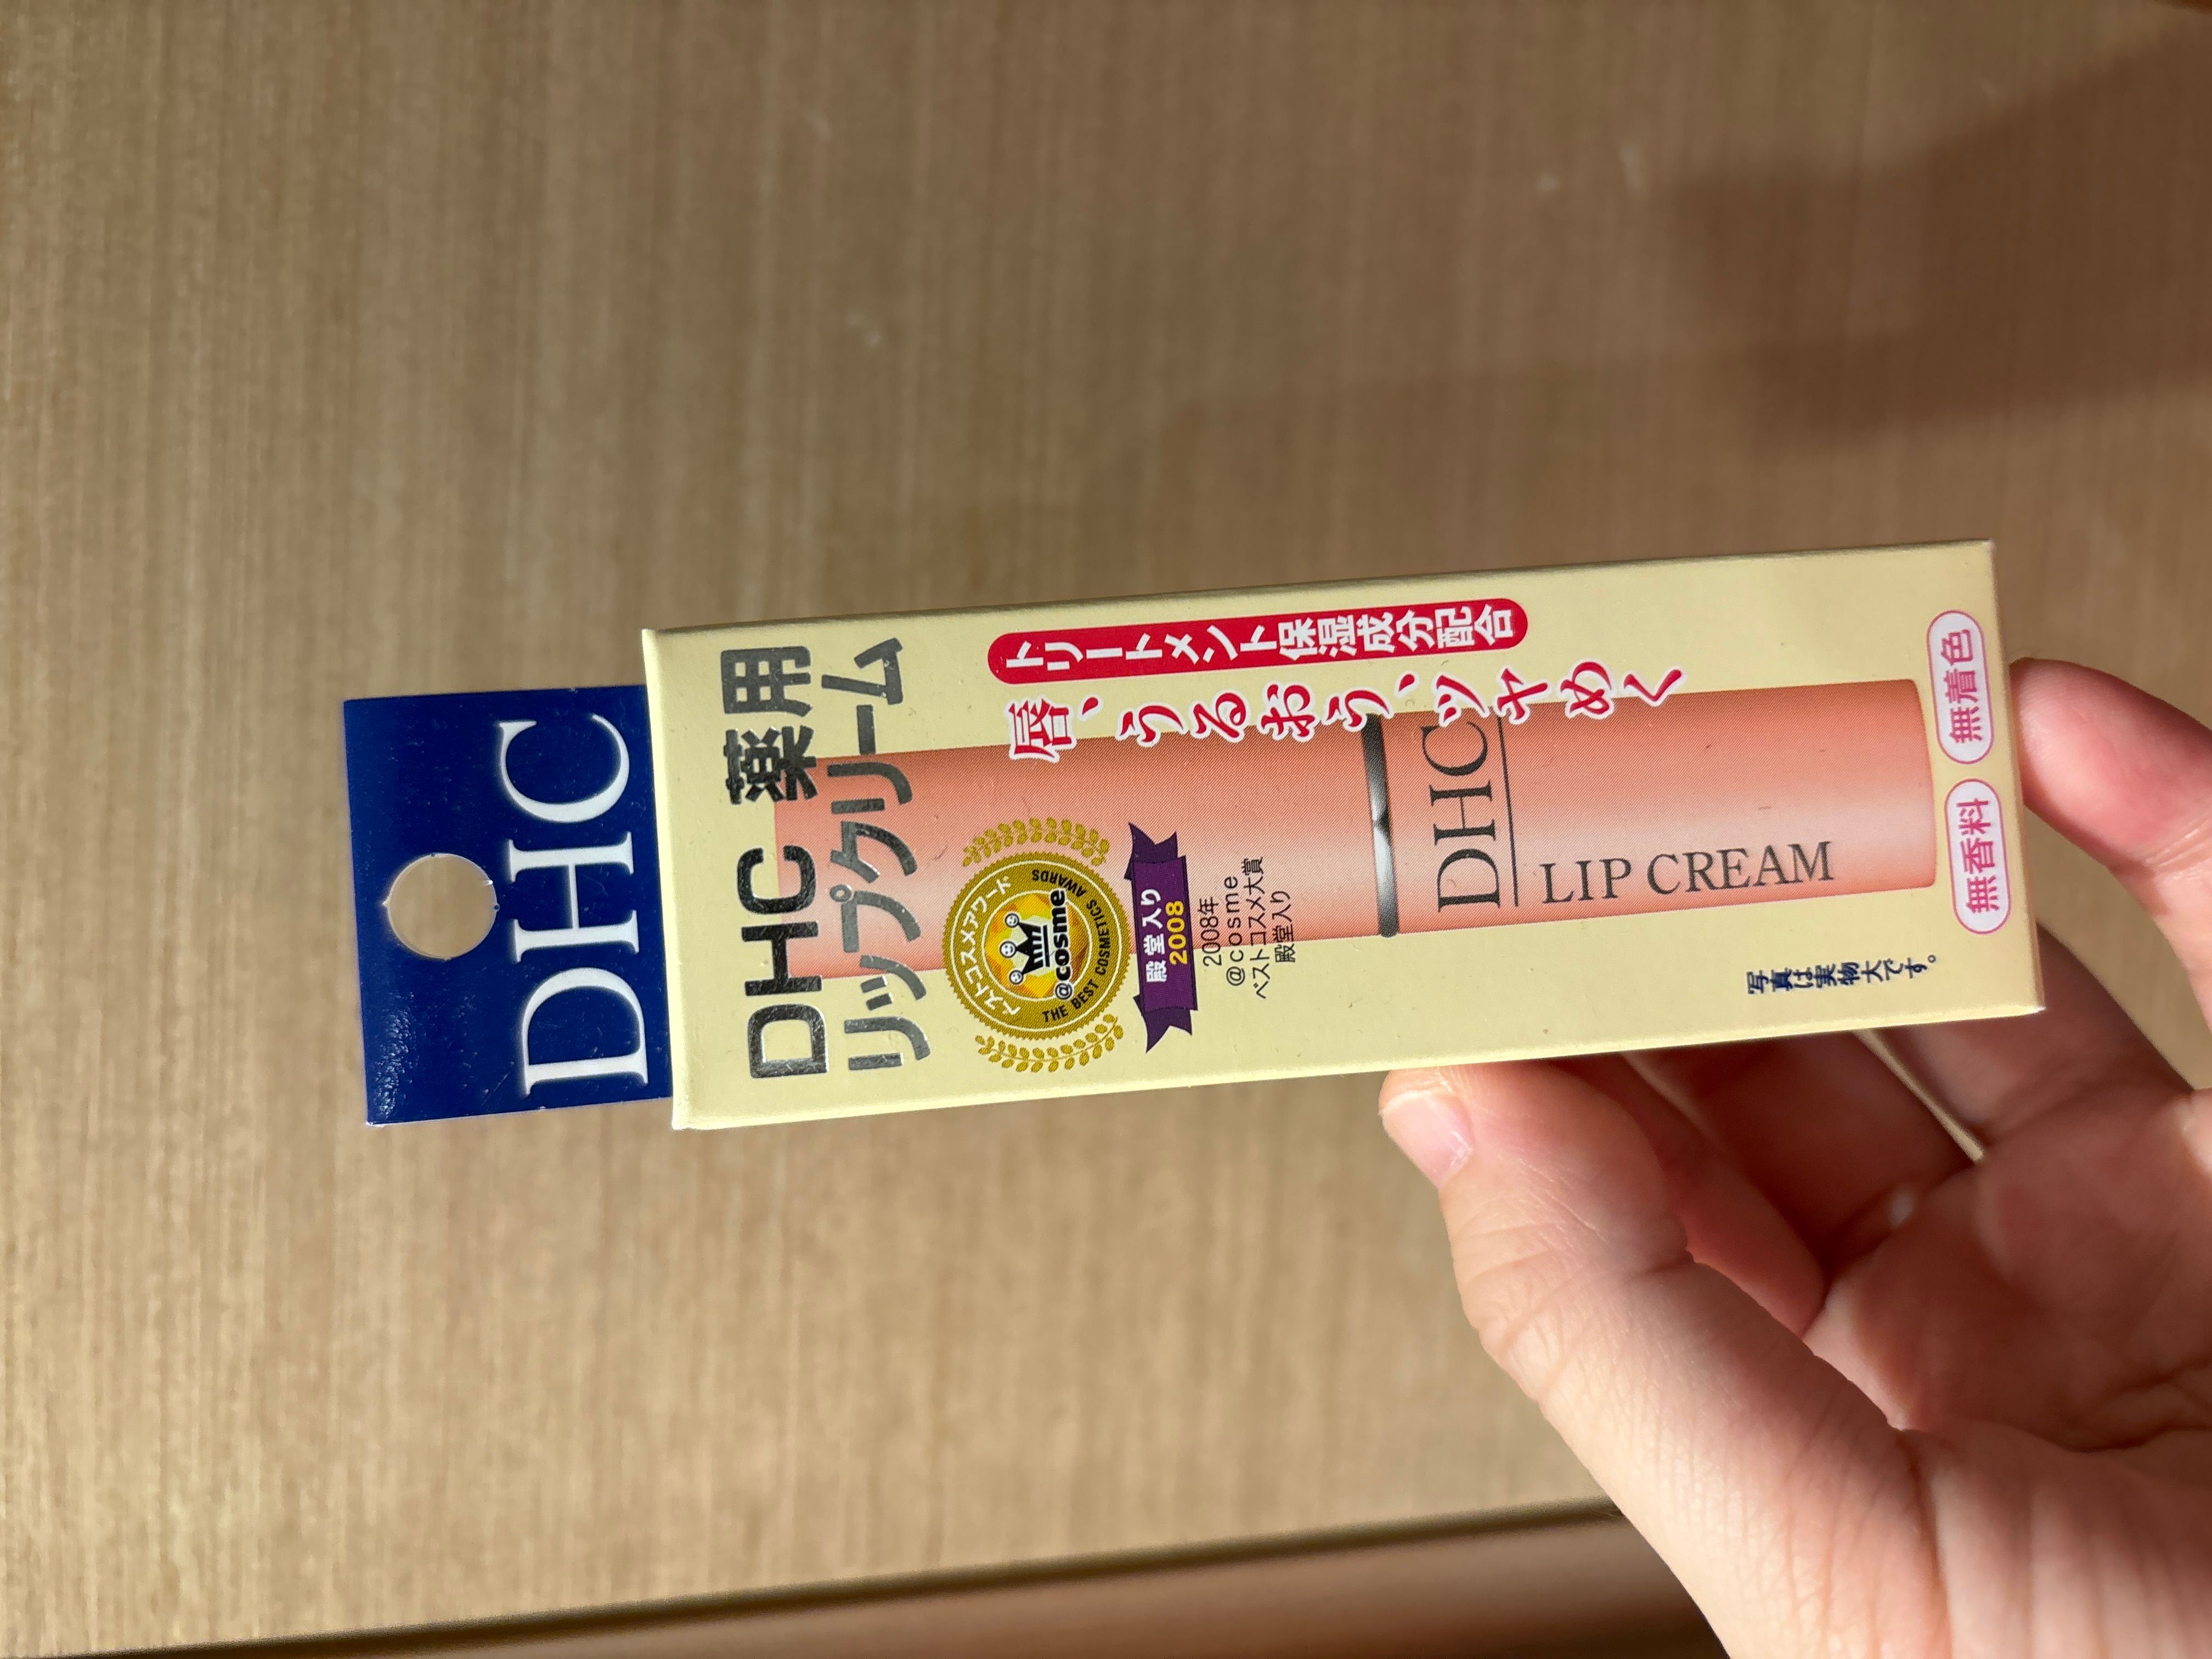 DHC
DHC 薬用
リップクリーム
トリートメント保湿成分配合
唇、うるおう、ツヤめく
ベストコスメアワード
@cosme
THE BEST COSMETICS AWARDS
殿堂入り
2008
2008年
@cosme
ベストコスメ大賞
殿堂入り
DHC
LIP CREAM
写真は実物大です。
無香料
無着色